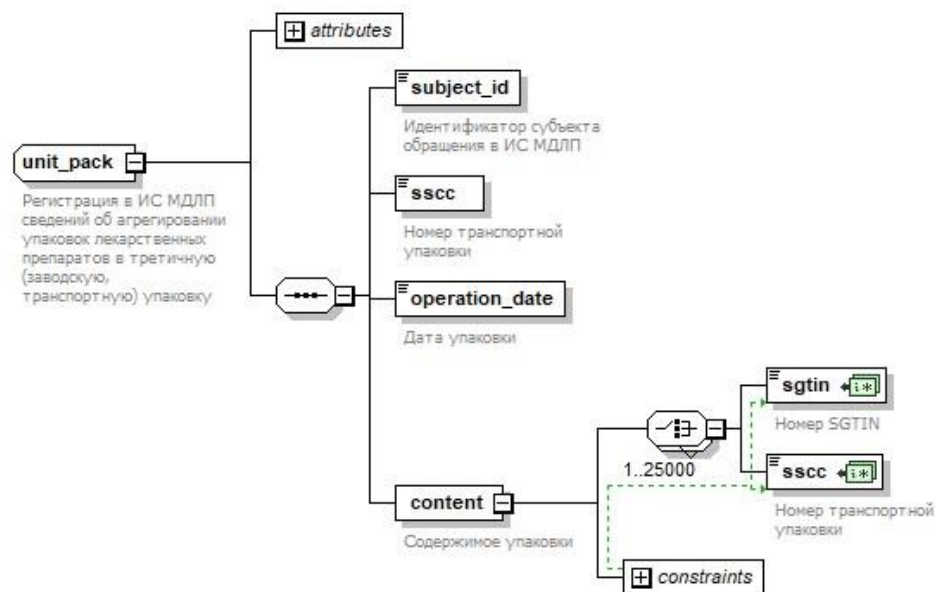 attributes
subject_id
Идентификатор субъекта
обращения в ИС МДЛП
unit_pack
Регистрация в ИС МДЛП
сведений об агрегировании
упаковок лекарственных
препаратов в третичную
(заводскую,
транспортную) упаковку
sscc
Номер транспортной
упаковки
operation_date
Дата упаковки
content
Содержимое упаковки
1..25000
sgtin
Номер SGTIN
sscc
Номер транспортной
упаковки
constraints